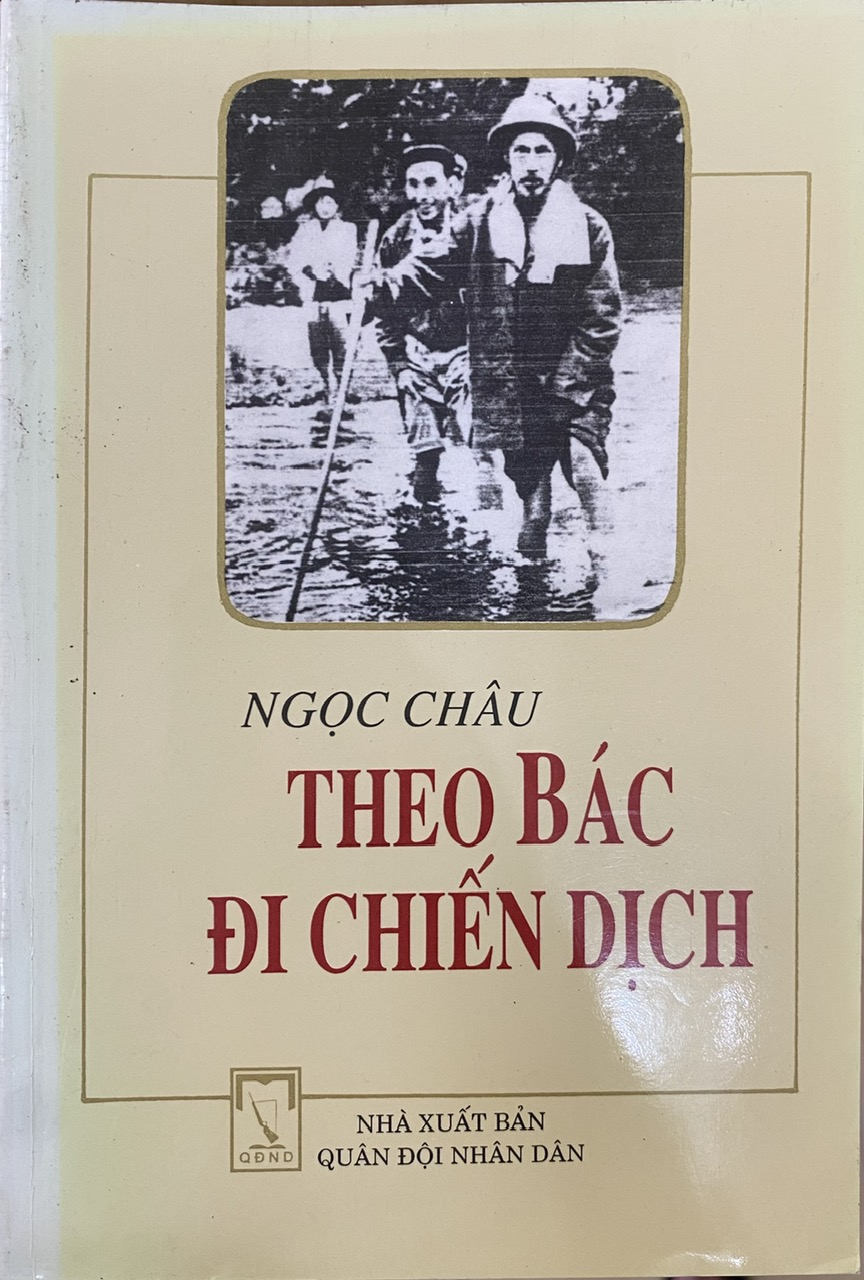 NGỌC CHÂU
THEO BÁC
ĐI CHIẾN DỊCH
QĐND
NHÀ XUẤT BẢN
QUÂN ĐỘI NHÂN DÂN